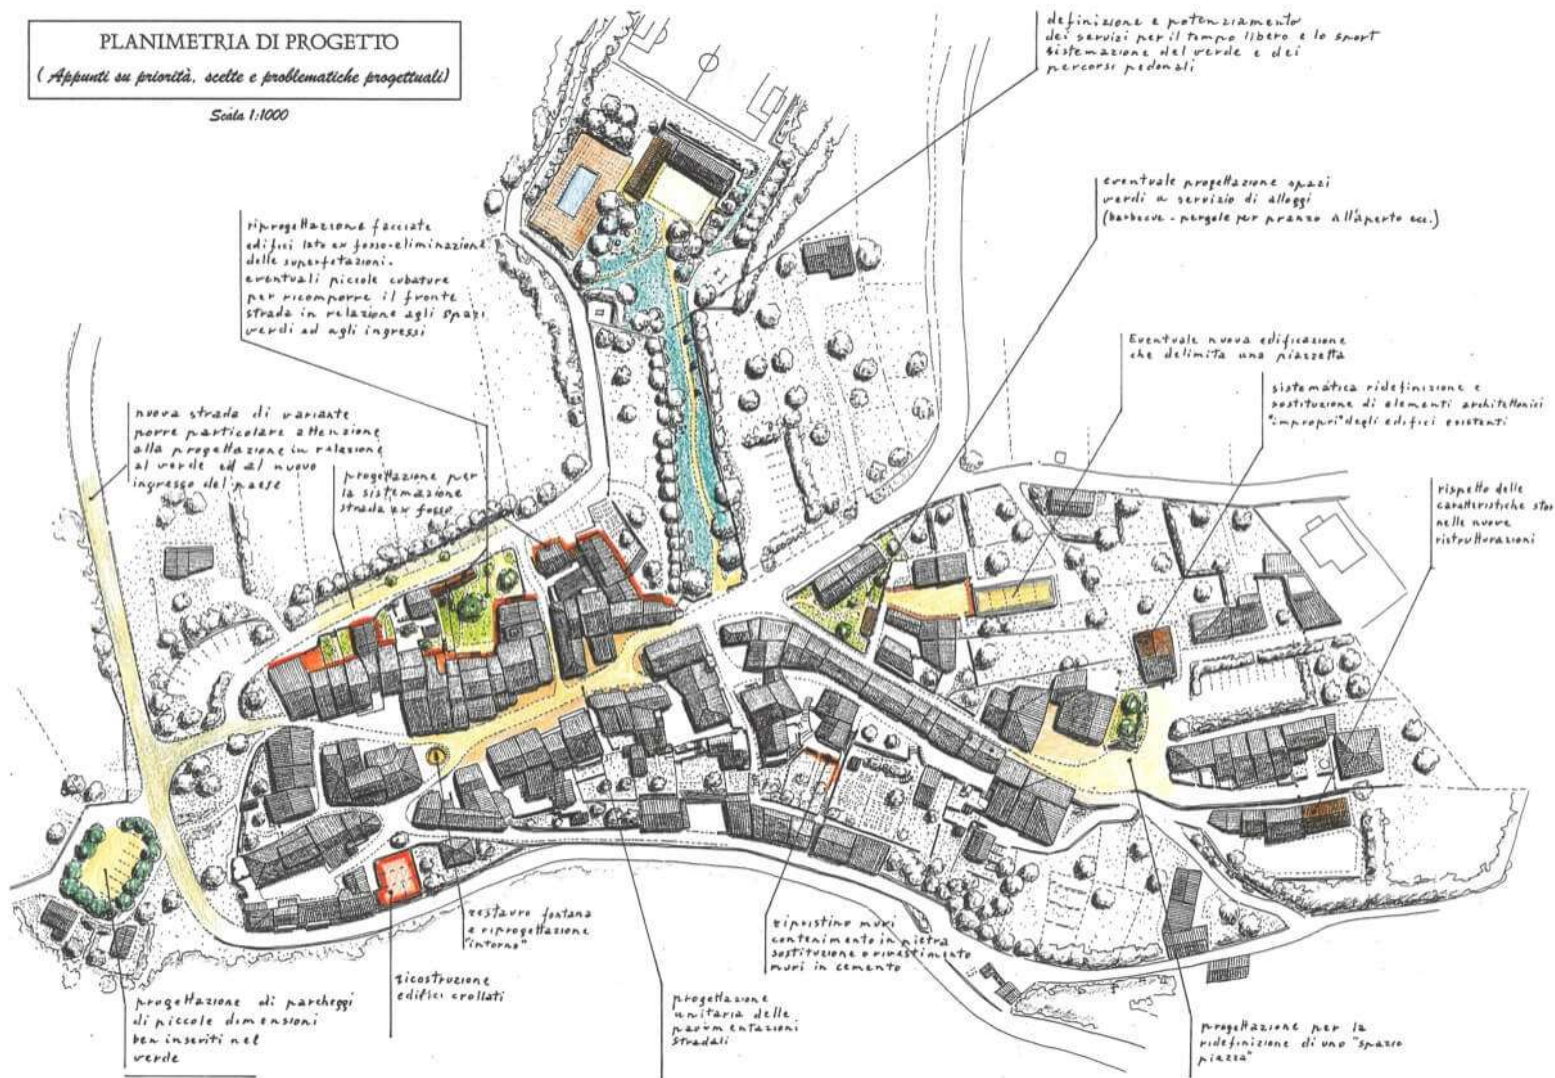 PLANIMETRIA DI PROGETTO
( Appunti su priorità, scelte e problematiche progettuali)
Scala 1:1000
definizione e potenziamento
dei servizi per il tempo libero e lo sport
sistemazione del verde e dei
percorsi pedonali
eventuale progettazione spazi
verdi a servizio di alloggi
(barbecue - pergole per pranzo all'aperto ecc.)
riprogettazione facciate
edifici lato ex fosso-eliminazione
delle superfetazioni.
eventuali piccole cubature
per ricomporre il fronte
strada in relazione agli spazi
verdi ed agli ingressi
Eventuale nuova edificazione
che delimita una piazzetta
sistematica ridefinizione e
sostituzione di elementi architettonici
"impropri" degli edifici esistenti
nuova strada di variante
porre particolare attenzione
alla progettazione in relazione
al verde ed al nuovo
ingresso del paese
progettazione per
la sistemazione
strada ex fosso
rispetto delle
caratteristiche stor
nelle nuove
ristrutturazioni
restauro fontana
e riprogettazione
"intorno"
ricostruzione
edifici crollati
ripristino muri
contenimento in pietra
sostituzione o rivestimento
muri in cemento
progettazione di parcheggi
di piccole dimensioni
ben inseriti nel
verde
progettazione
unitaria delle
pavimentazioni
stradali
progettazione per la
ridefinizione di uno "spazio
piazza"